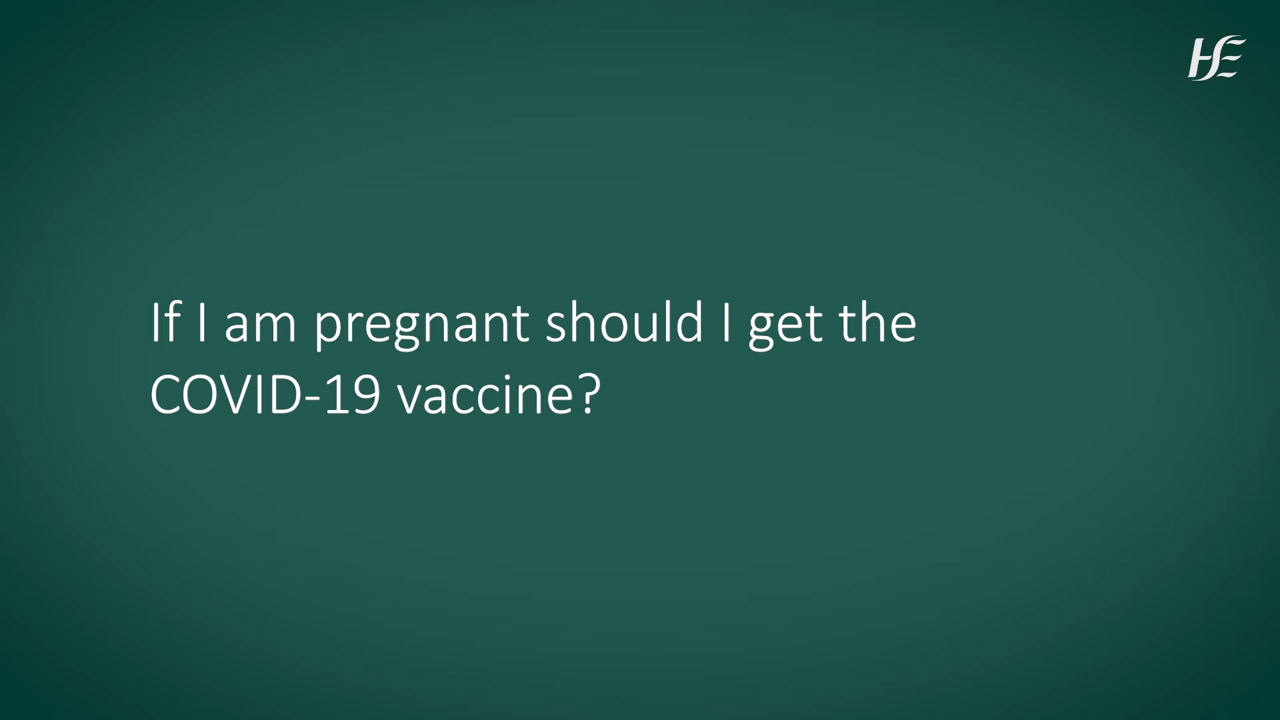 HSE
If I am pregnant should I get the
COVID-19 vaccine?